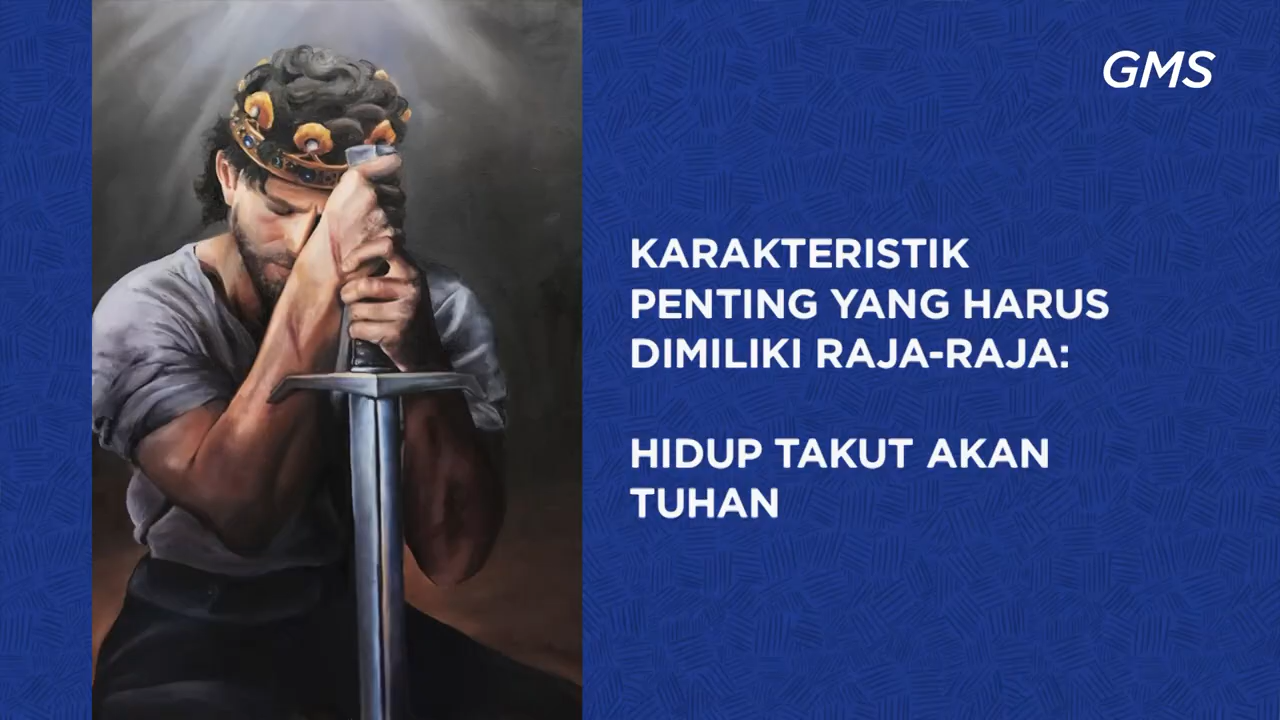 GMS
KARAKTERISTIK
PENTING YANG HARUS
DIMILIKI RAJA-RAJA:
HIDUP TAKUT AKAN
TUHAN